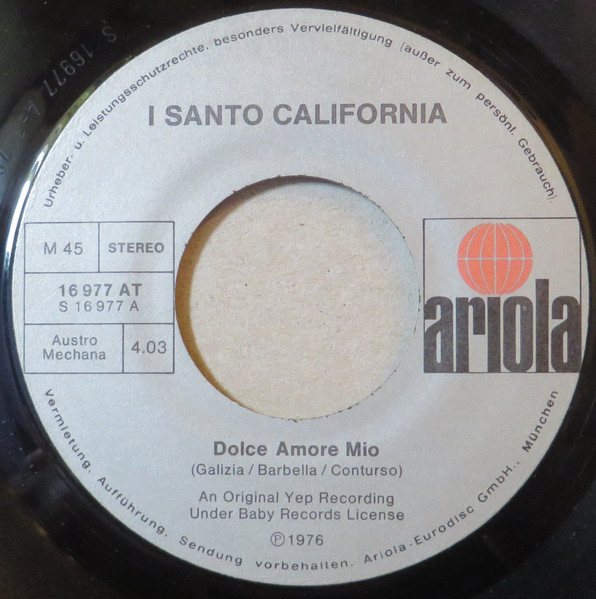 Urheber. u. Leistungsschutzrechte, besonders Vervielfältigung (außer zum persönl. Gebrauch).
I SANTO CALIFORNIA
M 45
STEREO
16 977 AT
S 16 977 A
Austro
Mechana
4.03
ariola
Dolce Amore Mio
(Galizia / Barbella / Conturso)
An Original Yep Recording
Under Baby Records License
Ⓟ 1976
Vermietung, Aufführung, Sendung vorbehalten. Ariola-Eurodisc GmbH., München
S 16977 A